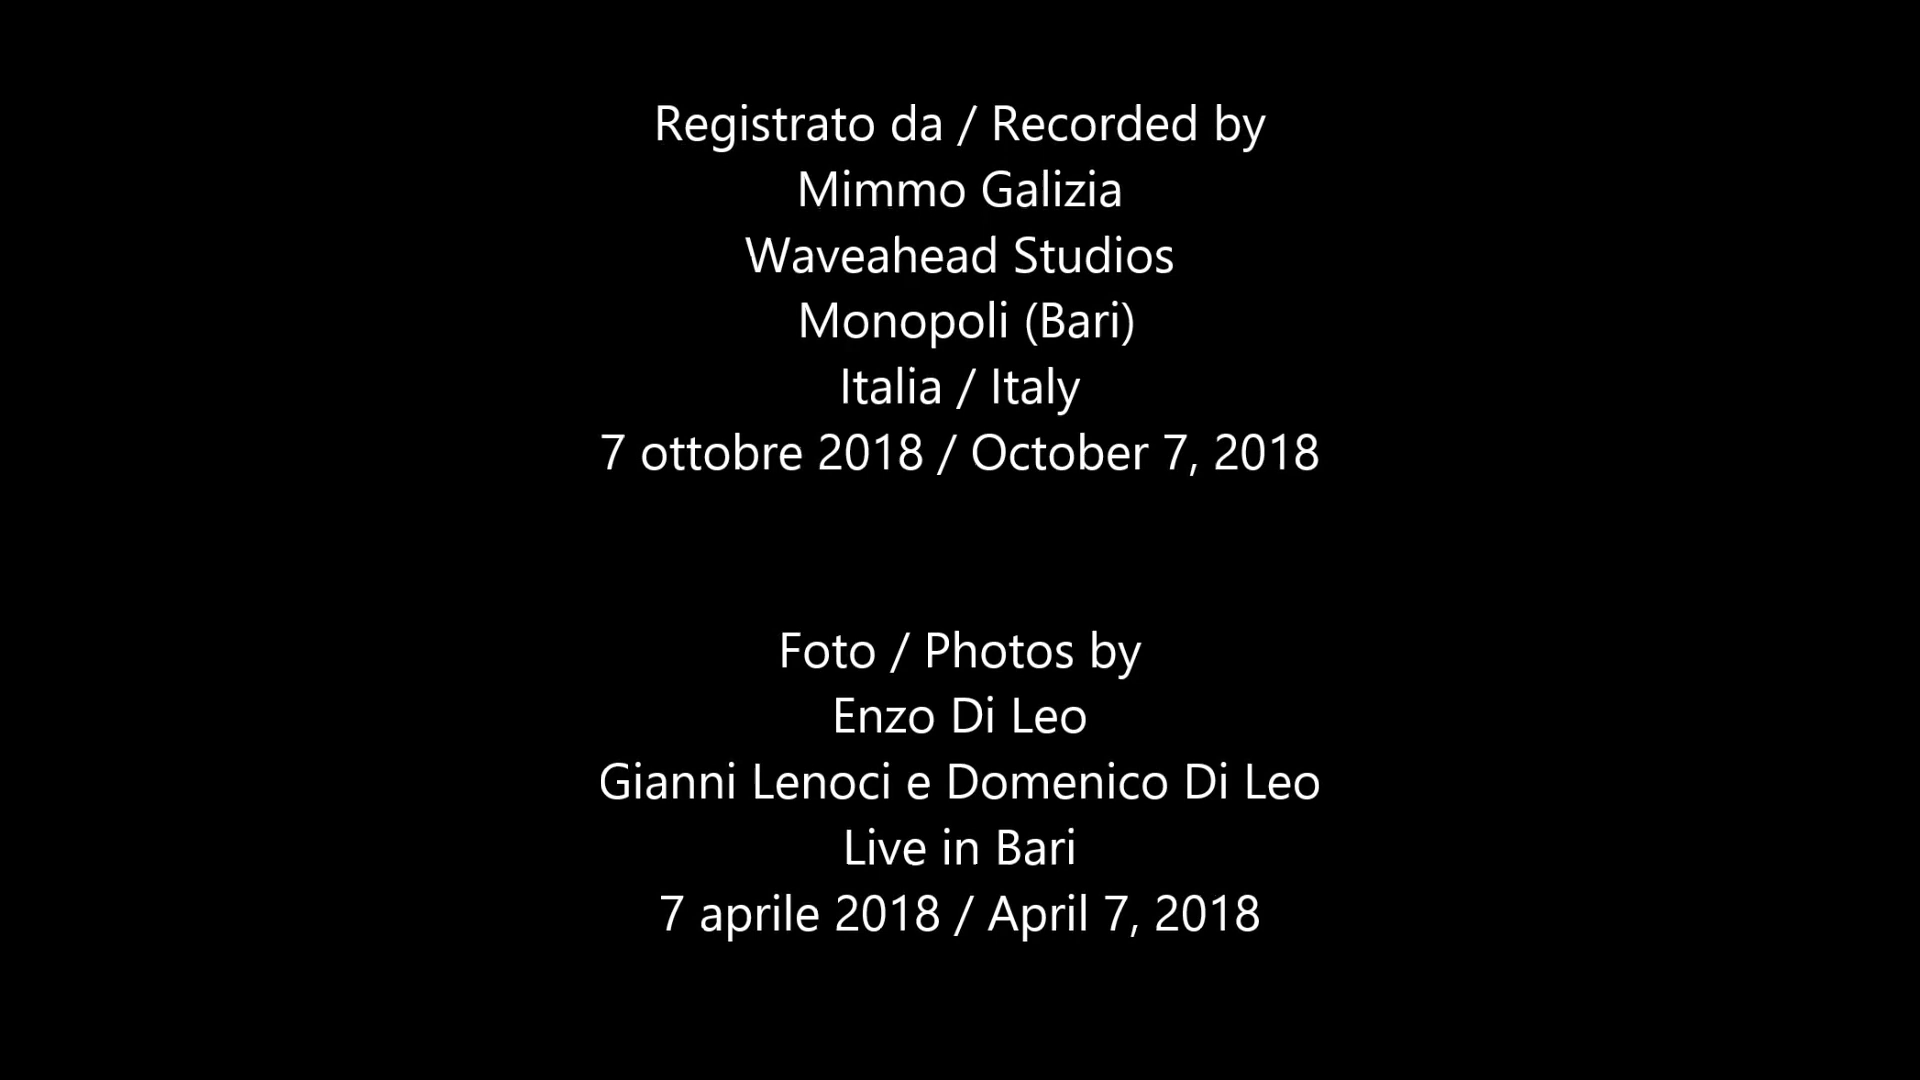 Registrato da / Recorded by
Mimmo Galizia
Waveahead Studios
Monopoli (Bari)
Italia / Italy
7 ottobre 2018 / October 7, 2018
Foto / Photos by
Enzo Di Leo
Gianni Lenoci e Domenico Di Leo
Live in Bari
7 aprile 2018 / April 7, 2018